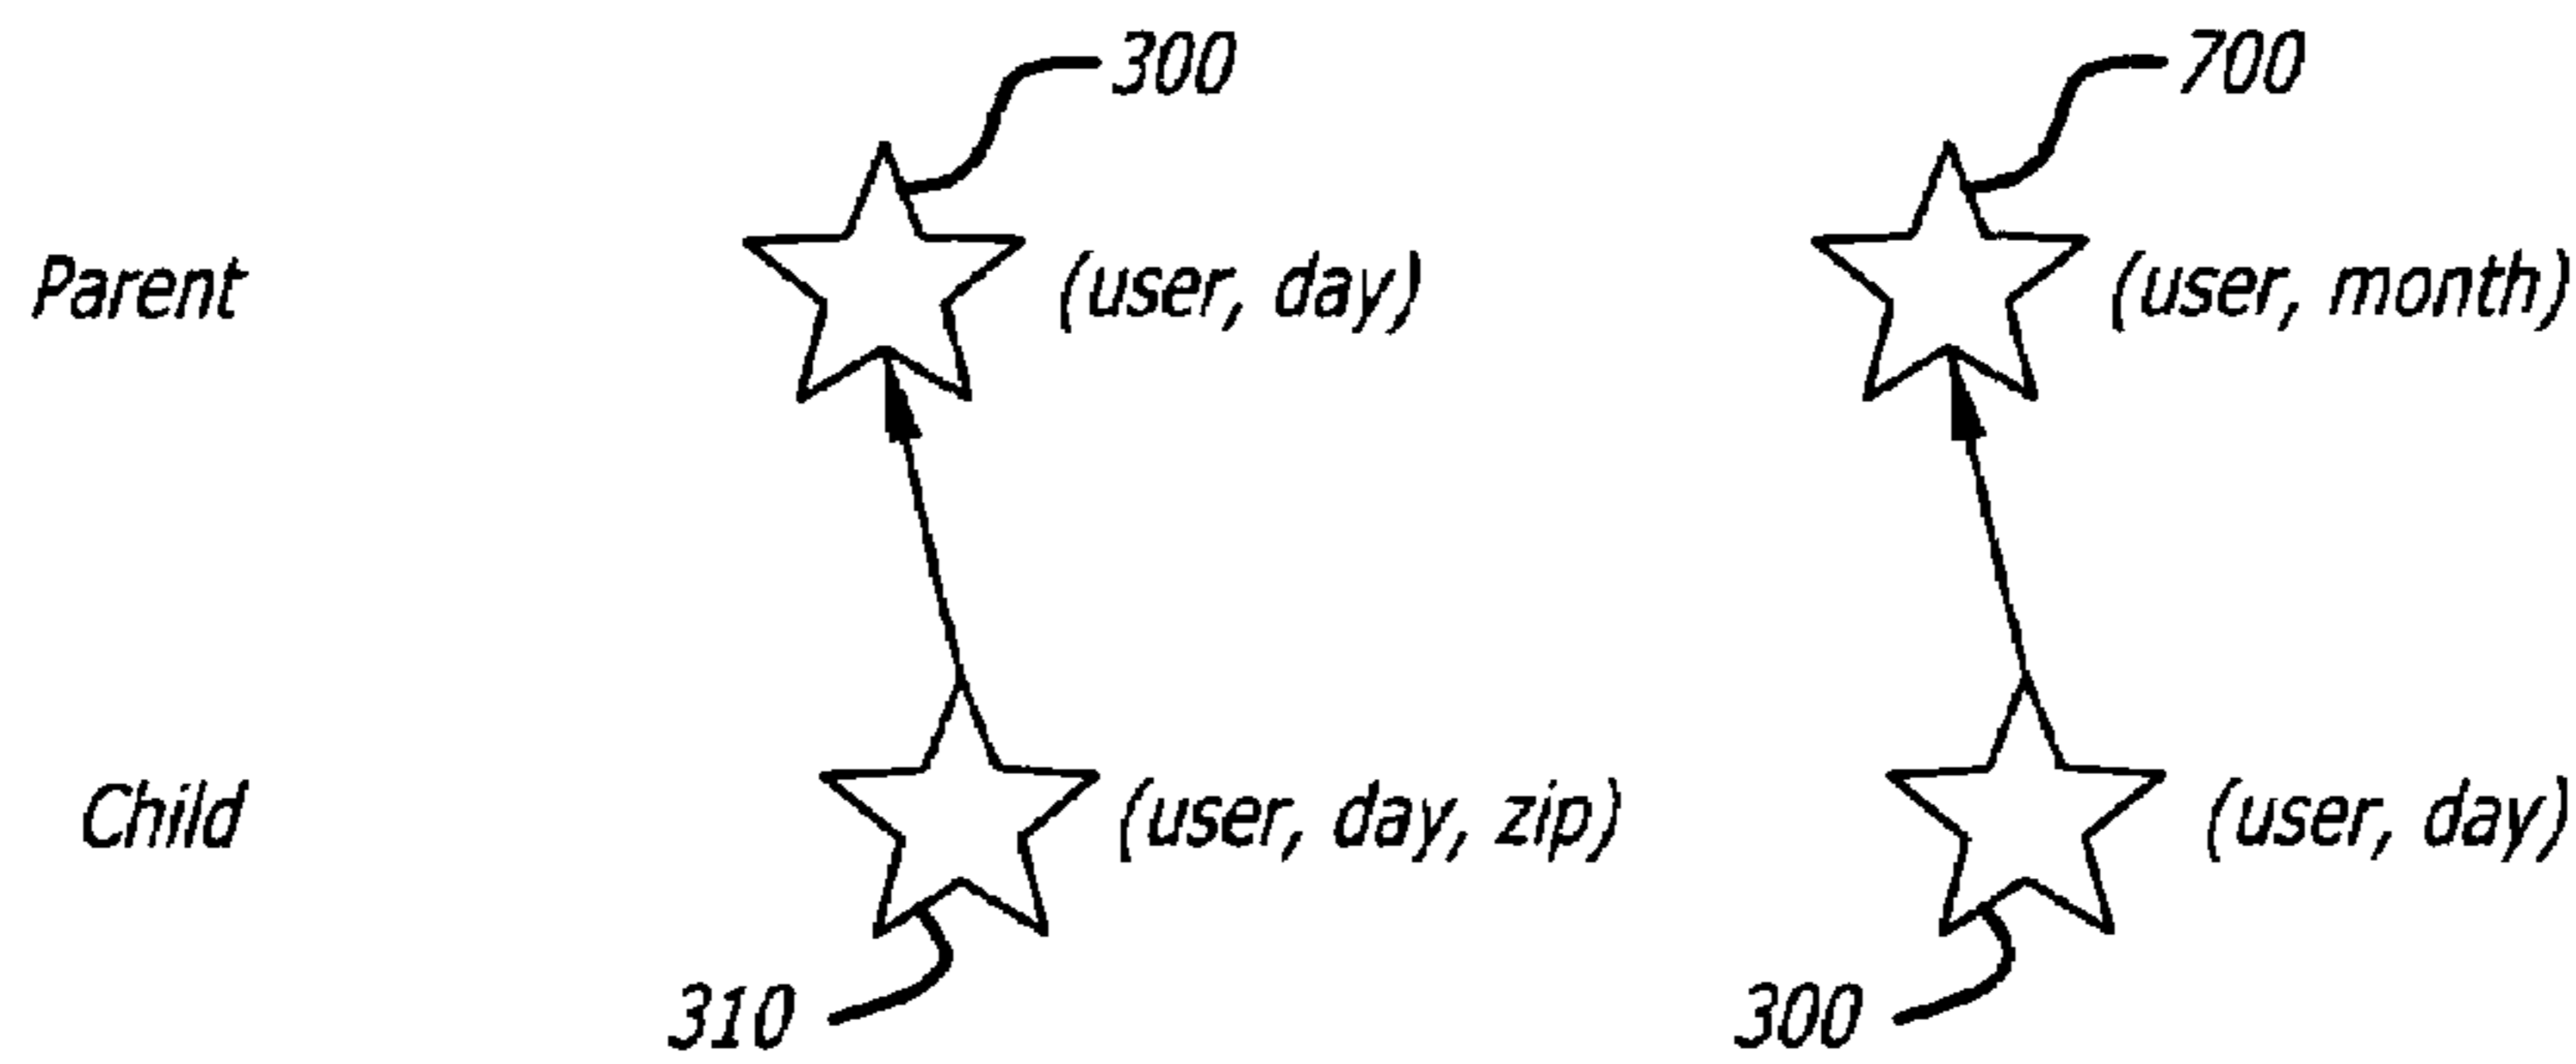 300 700
Parent (user, day) (user, month)
Child (user, day, zip) (user, day)
310 300